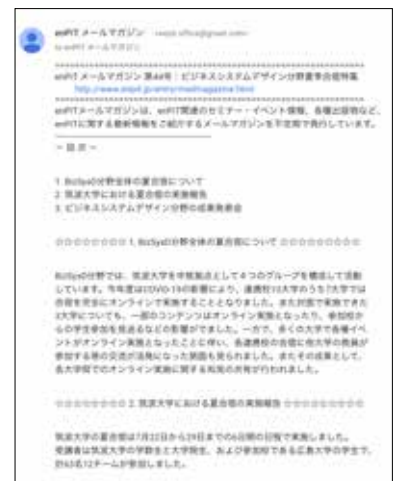 enPiT メールマガジン
to enPiT メールマガジン
enPiT メールマガジン 第44号：ビジネスシステムデザイン分野夏季合宿特集
enPiTメールマガジンは、enPiT関連のセミナー・イベント情報、各種出版物など、
enPiTに関する最新情報をご紹介するメールマガジンを不定期で発行しています。
～ 目 次 ～
1. BizSysD分野全体の夏合宿について
2. 筑波大学における夏合宿の実施報告
3. ビジネスシステムデザイン分野の成果発表会
☆☆☆☆☆☆☆☆ 1. BizSysD分野全体の夏合宿について ☆☆☆☆☆☆☆☆☆
BizSysD分野では、筑波大学を中核拠点として4つのグループを構成して活動
しています。今年度はCOVID-19の影響により、連携校10大学のうち7大学では
合宿を完全にオンラインで実施することとなりました。また対面で実施できた
3大学についても、一部のコンテンツはオンライン実施となったり、参加校か
らの学生参加を見送るなどの影響がでました。一方で、多くの大学で各種イベ
ントがオンライン実施となったことに伴い、各連携校の合宿に他大学の教員が
参加する等の交流が活発になった側面も見られました。またその成果として、
各大学間でのオンライン実施に関する知見の共有が行われました。
☆☆☆☆☆☆☆☆ 2. 筑波大学における夏合宿の実施報告 ☆☆☆☆☆☆☆☆
筑波大学の夏合宿は7月22日から29日までの6日間の日程で実施しました。
受講者は筑波大学の学群生と大学院生、および参加校である広島大学の学生で、
計63名12チームが参加しました。